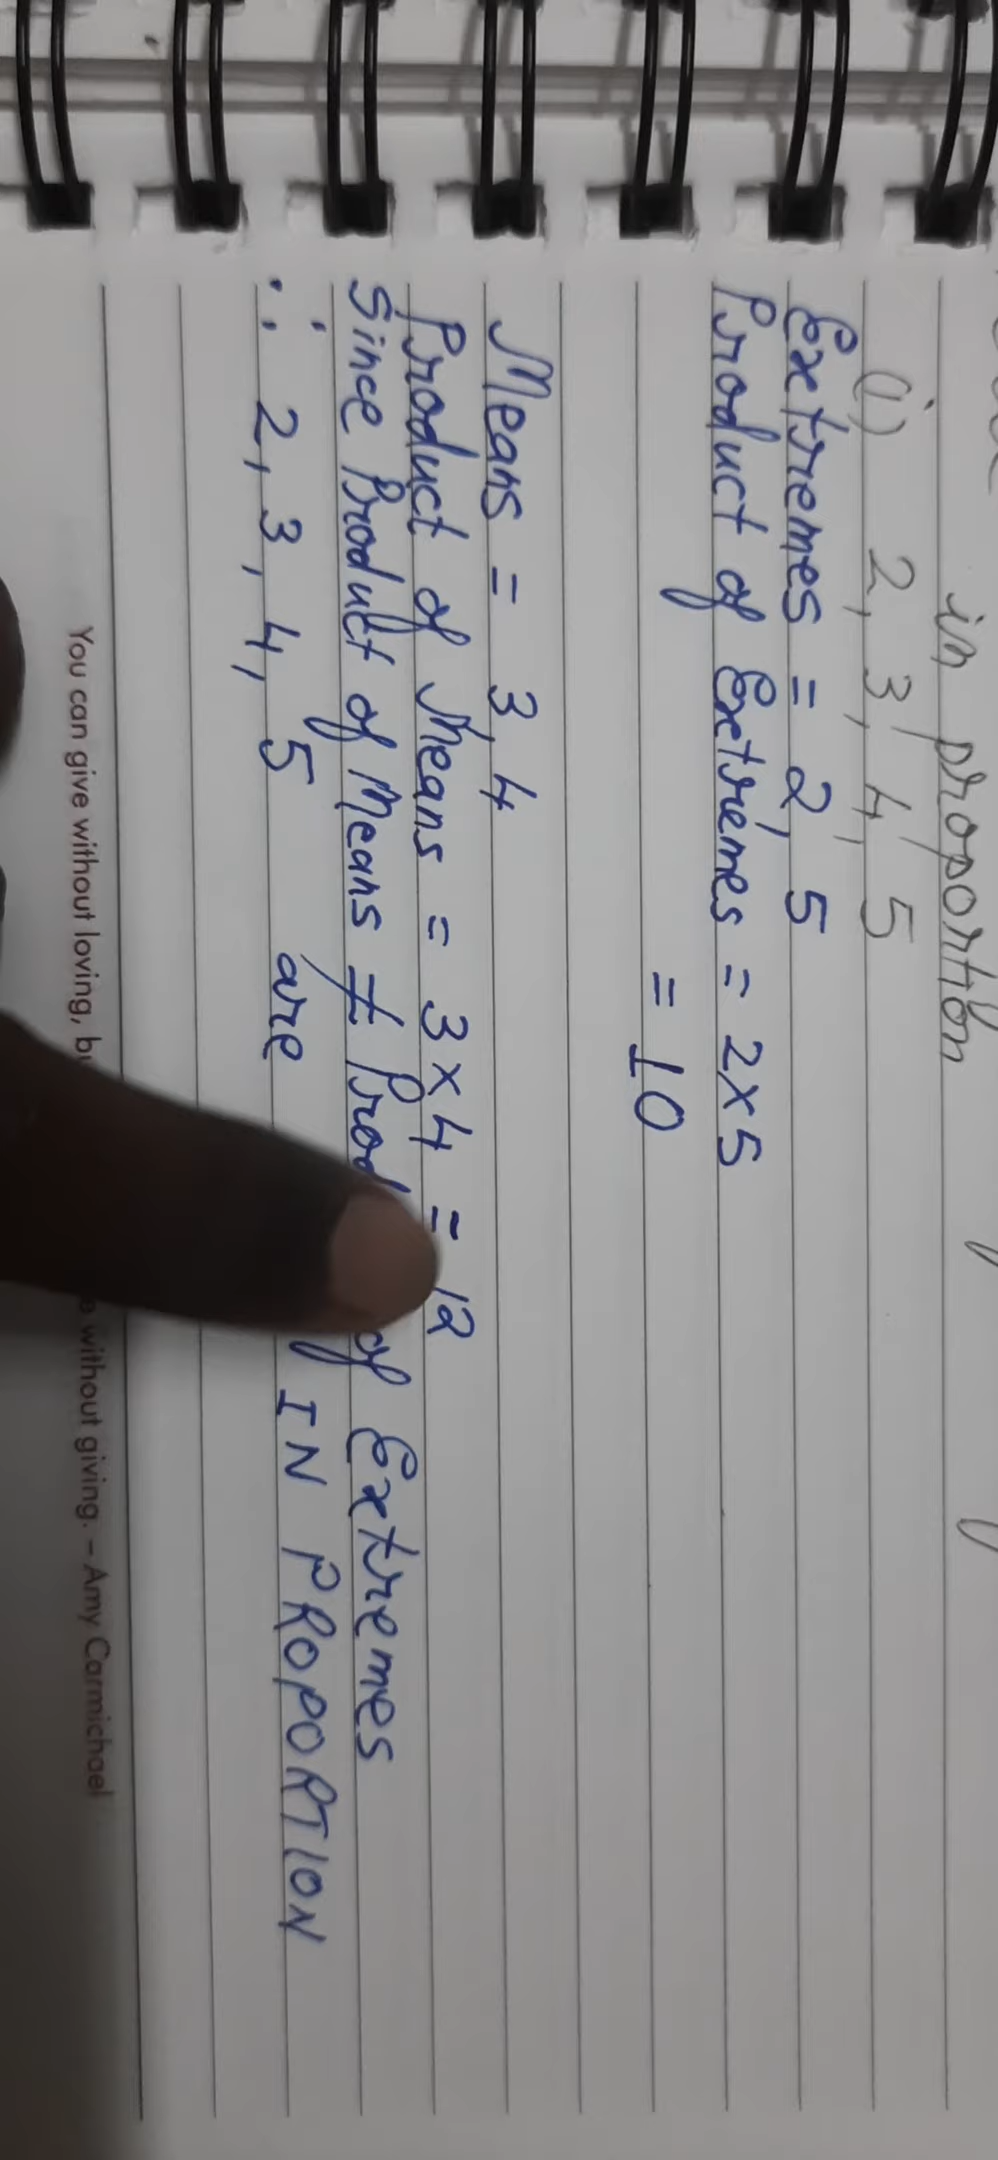 in proportion
(i) 2, 3, 4, 5
Extremes = 2, 5
Product of Extremes = 2 × 5
= 10
Means = 3, 4
Product of Means = 3 × 4 = 12
Since Product of Means ≠ of Extremes
∴ 2, 3, 4, 5 are IN PROPORTION
You can give without loving, without giving. – Amy Carmichael